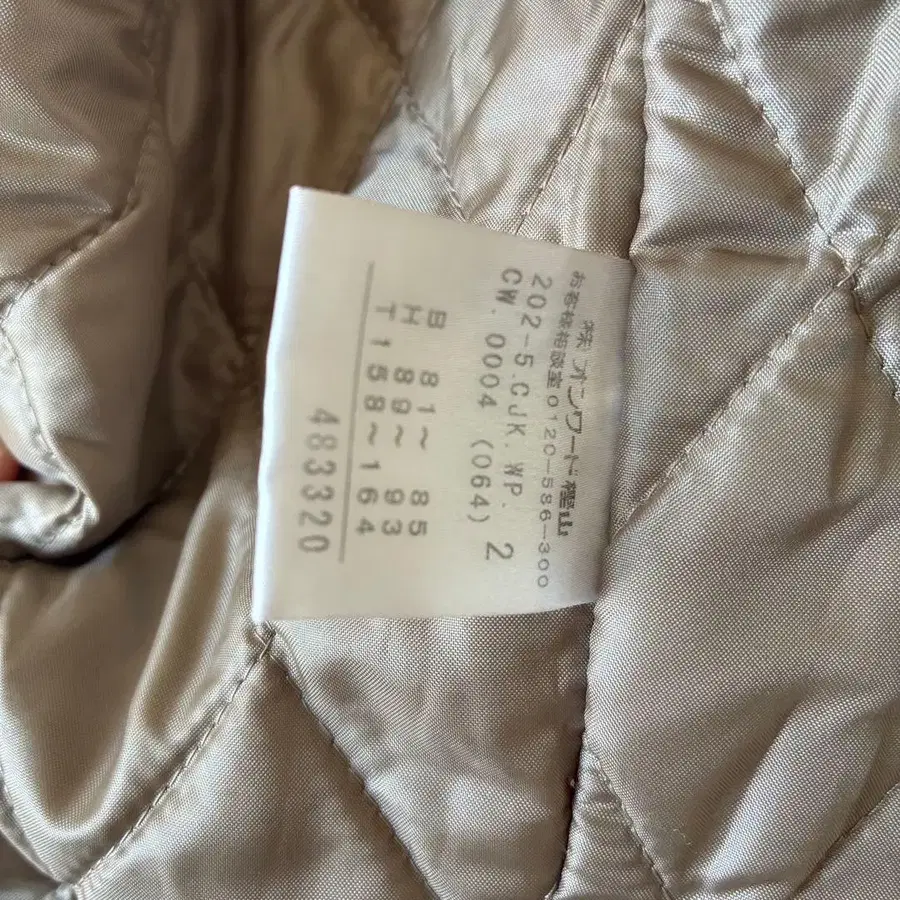 ㈱オンワード樫山
お客様相談室0120-586-300
202-5.CJK.WP.
CW.0004 (064) 2
B 81~ 85
H 89~ 93
T 158~164
483320